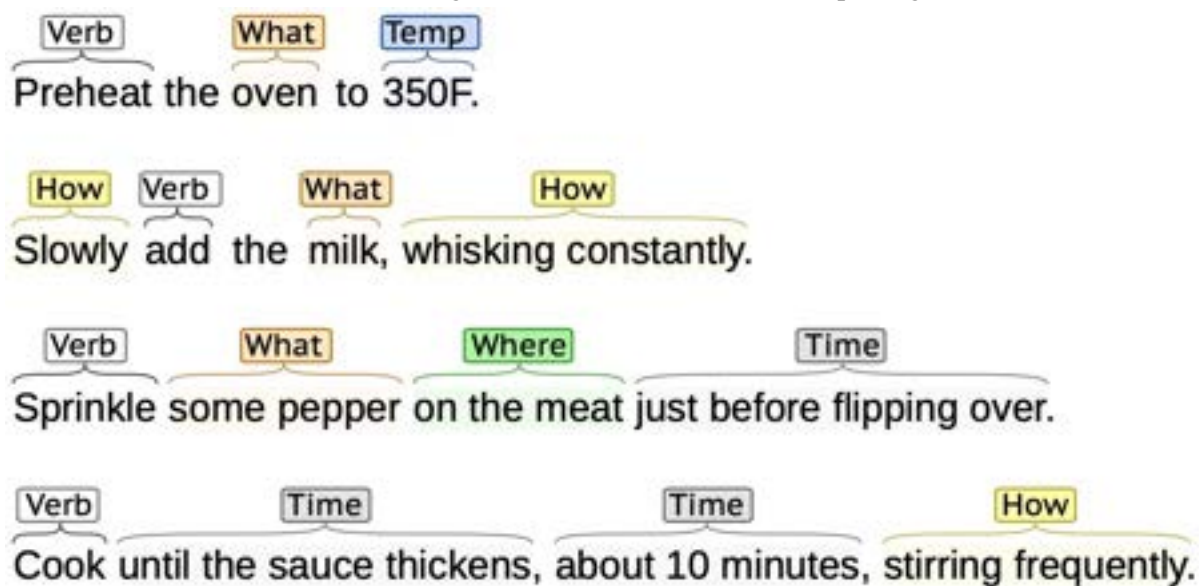 Verb What Temp
Preheat the oven to 350F.
How Verb What How
Slowly add the milk, whisking constantly.
Verb What Where Time
Sprinkle some pepper on the meat just before flipping over.
Verb Time Time How
Cook until the sauce thickens, about 10 minutes, stirring frequently.